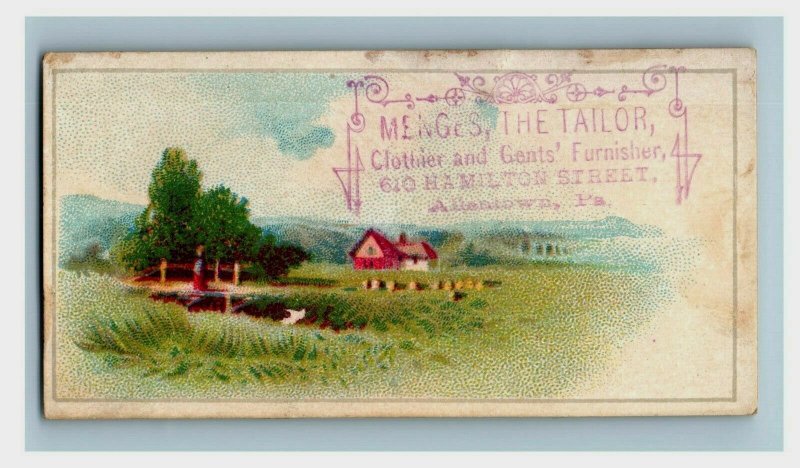 MENGES, THE TAILOR,
Clothier and Gents' Furnisher,
610 HAMILTON STREET,
Allentown, Pa.